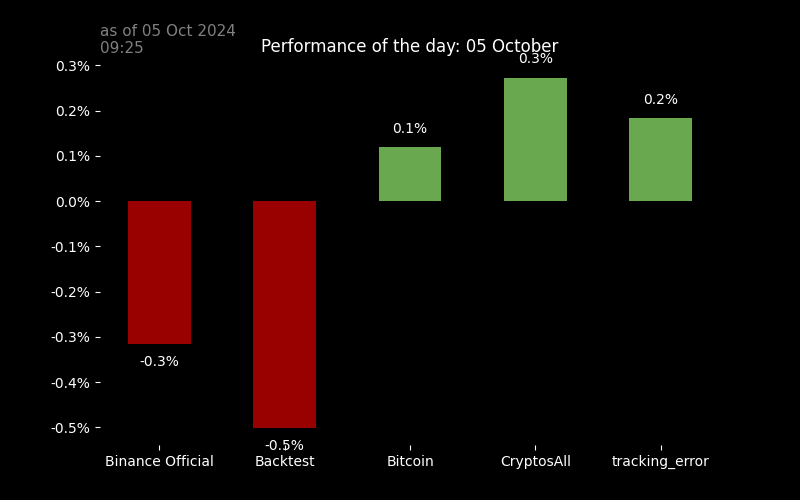 as of 05 Oct 2024
09:25
Performance of the day: 05 October
0.3%
0.2%
0.1%
0.0%
-0.1%
-0.2%
-0.3%
-0.4%
-0.5%
-0.3%
-0.5%
0.1%
0.3%
0.2%
Binance Official
Backtest
Bitcoin
CryptosAll
tracking_error